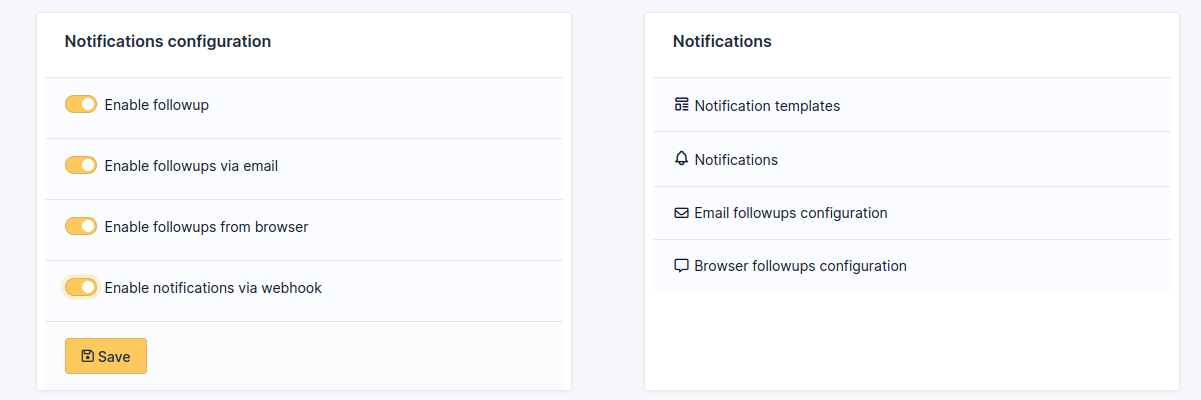 Notifications configuration
Enable followup
Enable followups via email
Enable followups from browser
Enable notifications via webhook
Save
Notifications
Notification templates
Notifications
Email followups configuration
Browser followups configuration